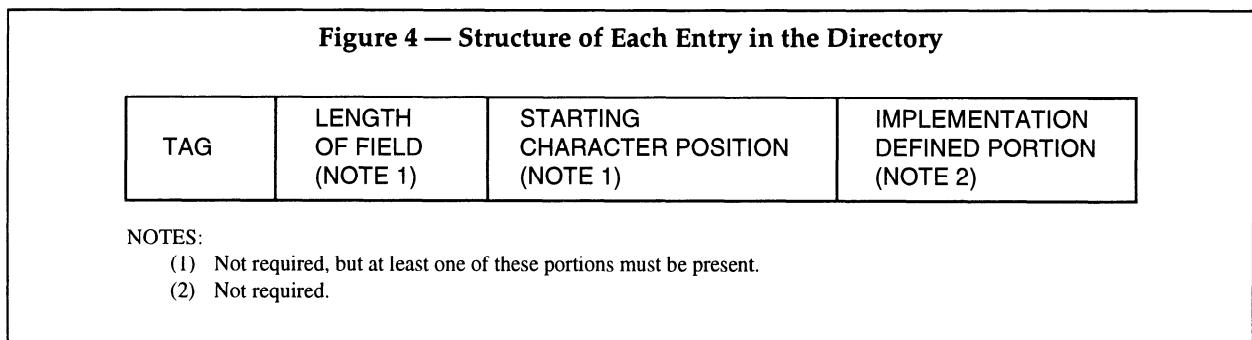 Figure 4 — Structure of Each Entry in the Directory
TAG
LENGTH
OF FIELD
(NOTE 1)
STARTING
CHARACTER POSITION
(NOTE 1)
IMPLEMENTATION
DEFINED PORTION
(NOTE 2)
NOTES:
(1) Not required, but at least one of these portions must be present.
(2) Not required.